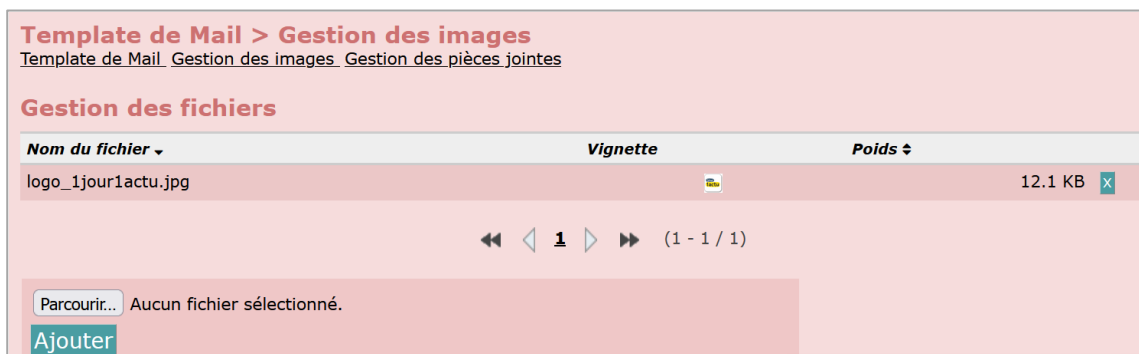 Template de Mail > Gestion des images
Template de Mail Gestion des images Gestion des pièces jointes
Gestion des fichiers
Nom du fichier Vignette Poids
logo_1jour1actu.jpg 1actu 12.1 KB X
1 (1 - 1 / 1)
Parcourir... Aucun fichier sélectionné.
Ajouter